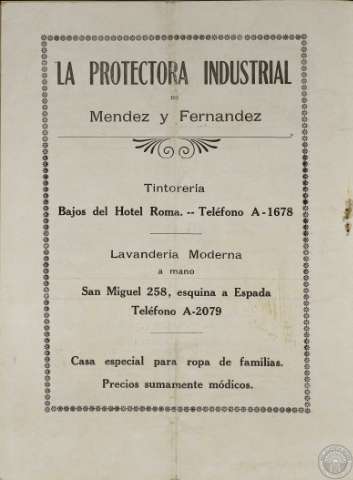 LA PROTECTORA INDUSTRIAL
DE
Mendez y Fernandez
Tintorería
Bajos del Hotel Roma. -- Teléfono A-1678
Lavandería Moderna
a mano
San Miguel 258, esquina a Espada
Teléfono A-2079
Casa especial para ropa de familias.
Precios sumamente módicos.